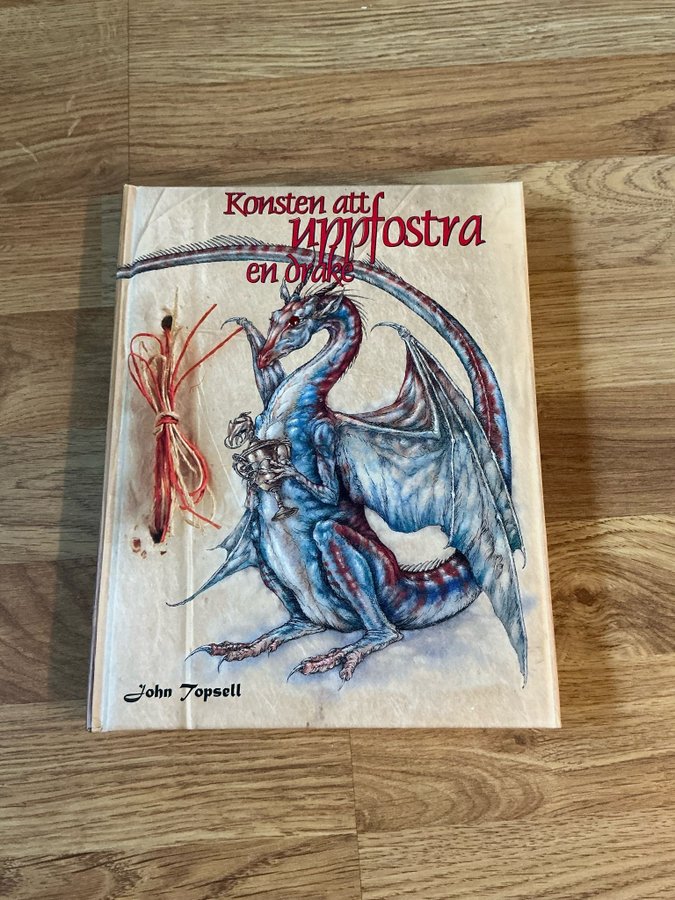 Konsten att
uppfostra
en drake
John Topsell